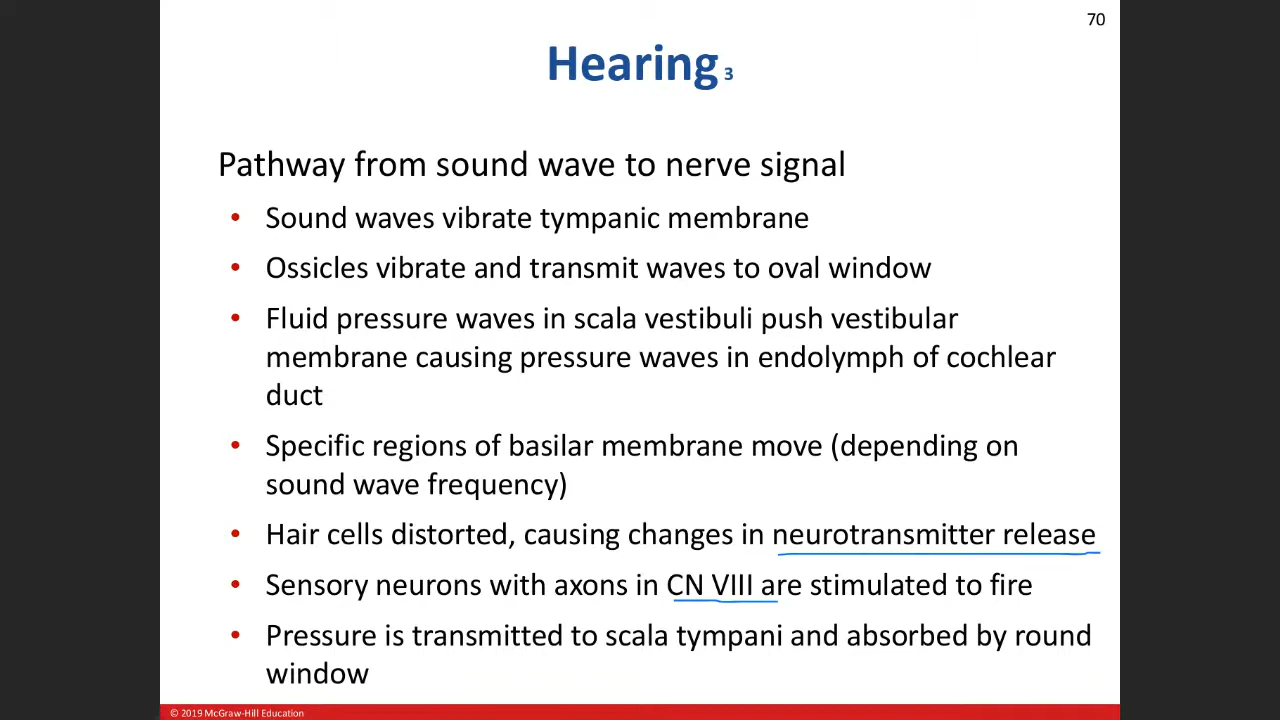 70
Hearing 3
Pathway from sound wave to nerve signal
• Sound waves vibrate tympanic membrane
• Ossicles vibrate and transmit waves to oval window
• Fluid pressure waves in scala vestibuli push vestibular
membrane causing pressure waves in endolymph of cochlear
duct
• Specific regions of basilar membrane move (depending on
sound wave frequency)
• Hair cells distorted, causing changes in neurotransmitter release
• Sensory neurons with axons in CN VIII are stimulated to fire
• Pressure is transmitted to scala tympani and absorbed by round
window
© 2019 McGraw-Hill Education